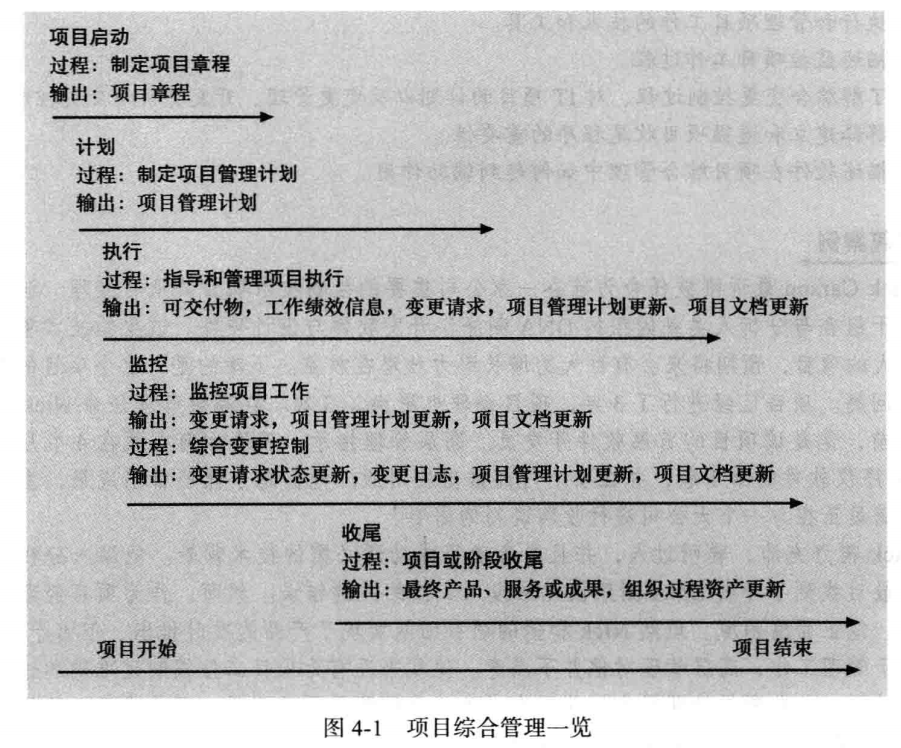 项目启动
过程：制定项目章程
输出：项目章程
计划
过程：制定项目管理计划
输出：项目管理计划
执行
过程：指导和管理项目执行
输出：可交付物，工作绩效信息，变更请求，项目管理计划更新、项目文档更新
监控
过程：监控项目工作
输出：变更请求，项目管理计划更新，项目文档更新
过程：综合变更控制
输出：变更请求状态更新，变更日志，项目管理计划更新，项目文档更新
收尾
过程：项目或阶段收尾
输出：最终产品、服务或成果，组织过程资产更新
项目开始
项目结束
图 4-1 项目综合管理一览